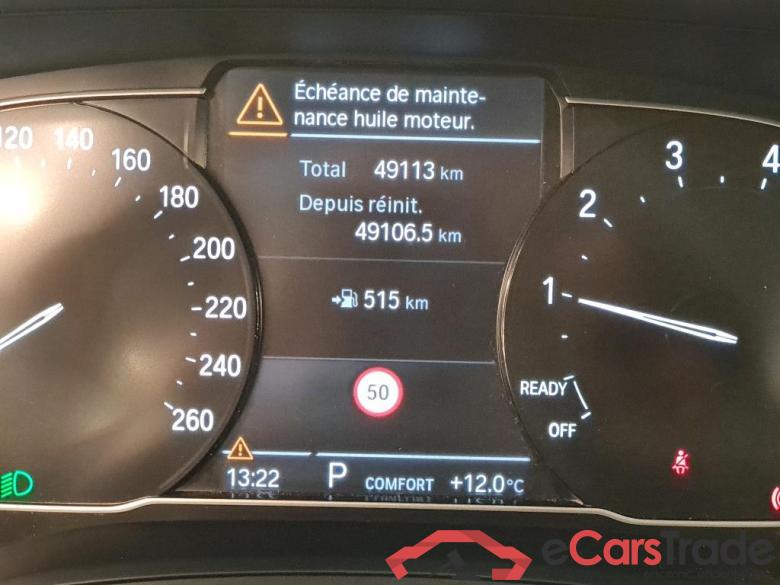 Échéance de mainte-
nance huile moteur.
Total 49113 km
Depuis réinit.
49106.5 km
515 km
50
13:22 P COMFORT +12.0°C
120
140
160
180
200
220
240
260
1
2
3
4
READY
OFF
eCarsTrade